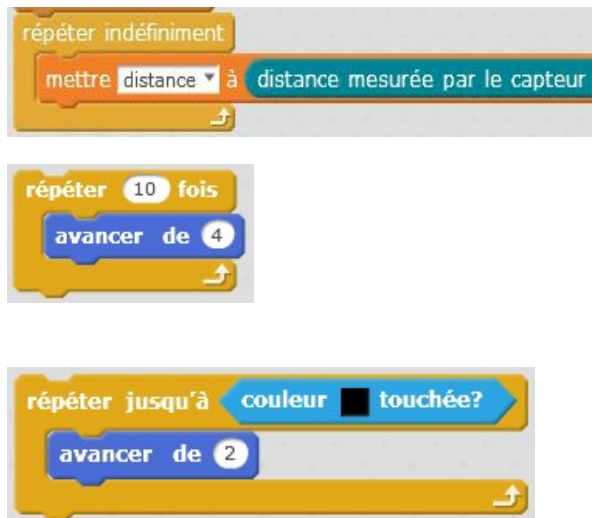 répéter indéfiniment
mettre distance à distance mesurée par le capteur
répéter 10 fois
avancer de 4
répéter jusqu'à couleur touchée?
avancer de 2